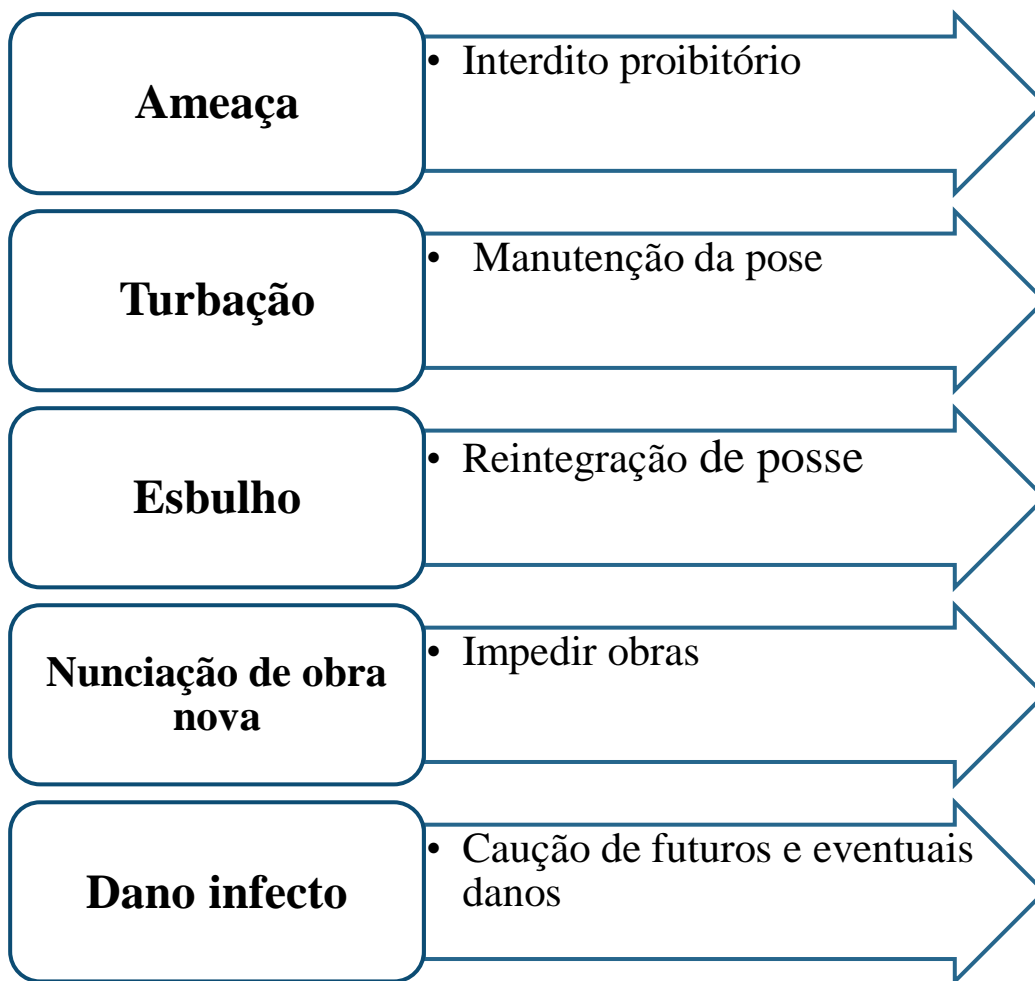 Ameaça
• Interdito proibitório
Turbação
• Manutenção da pose
Esbulho
• Reintegração de posse
Nunciação de obra
nova
• Impedir obras
Dano infecto
• Caução de futuros e eventuais
danos